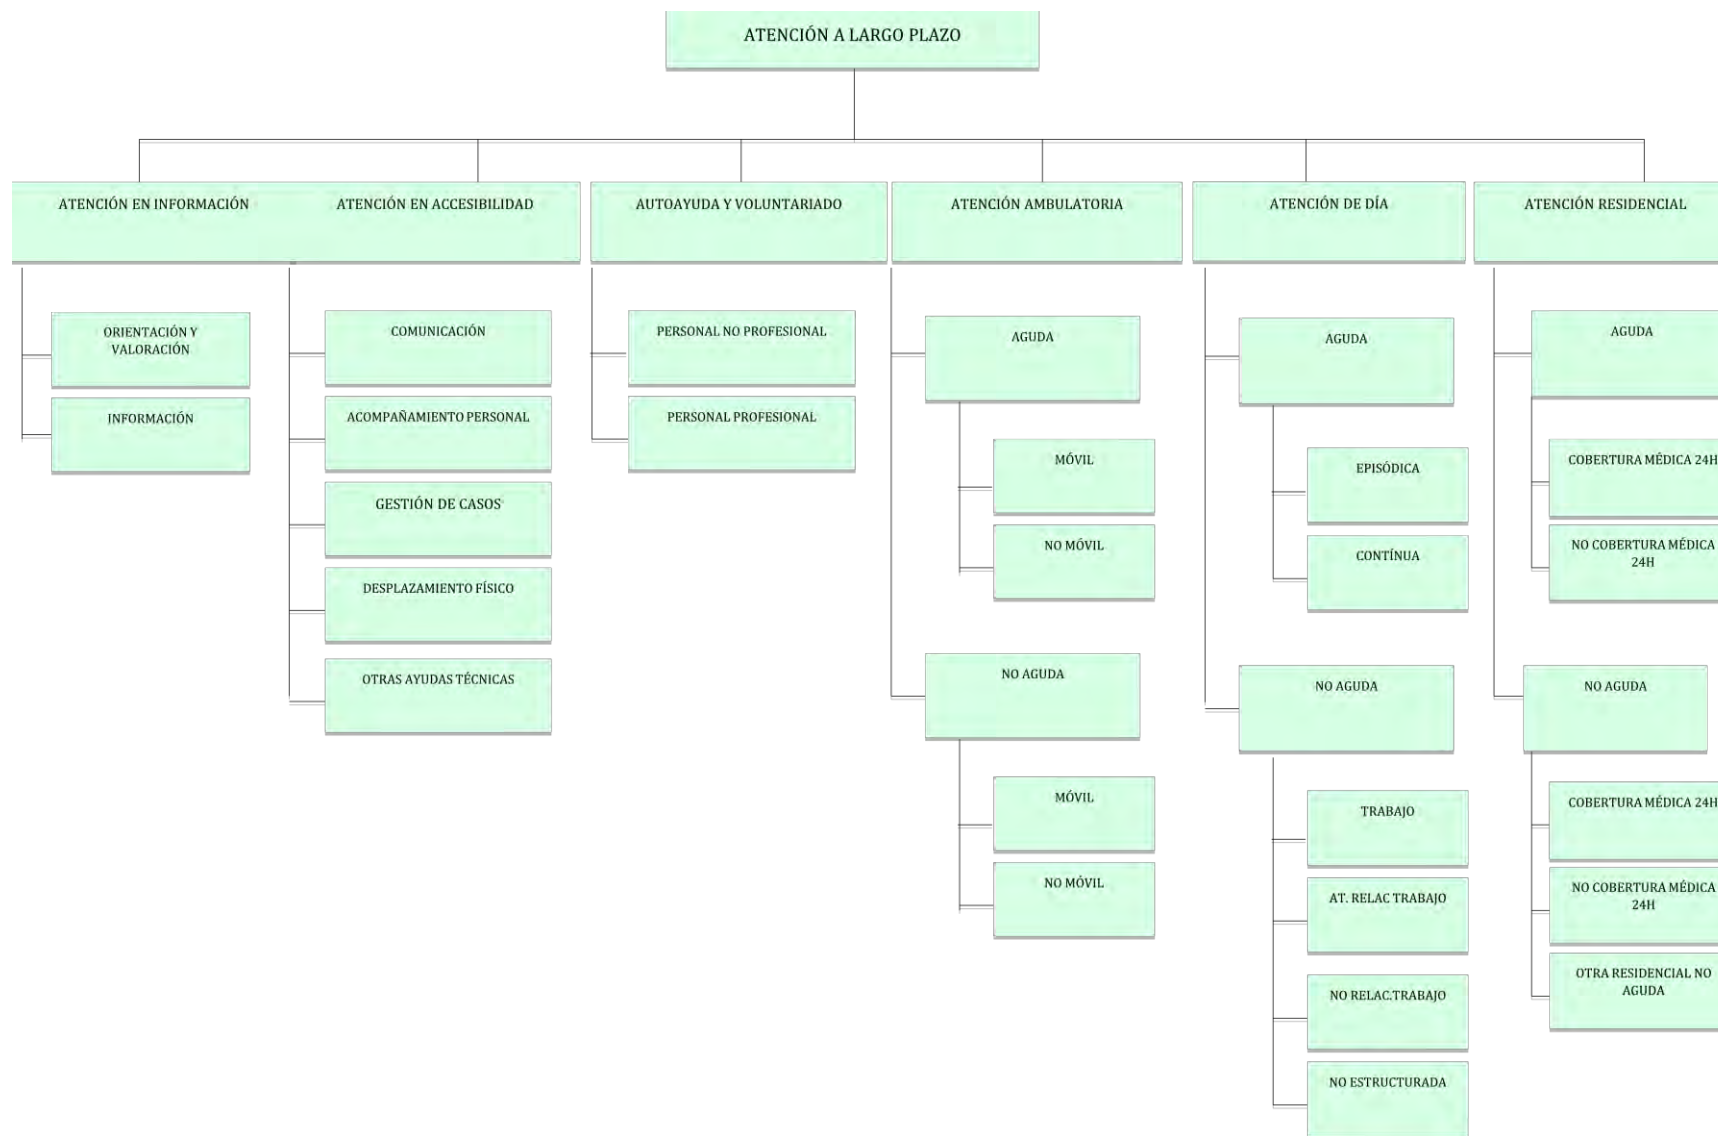 ATENCIÓN A LARGO PLAZO
ATENCIÓN EN INFORMACIÓN
ORIENTACIÓN Y
VALORACIÓN
INFORMACIÓN
ATENCIÓN EN ACCESIBILIDAD
COMUNICACIÓN
ACOMPAÑAMIENTO PERSONAL
GESTIÓN DE CASOS
DESPLAZAMIENTO FÍSICO
OTRAS AYUDAS TÉCNICAS
AUTOAYUDA Y VOLUNTARIADO
PERSONAL NO PROFESIONAL
PERSONAL PROFESIONAL
ATENCIÓN AMBULATORIA
AGUDA
MÓVIL
NO MÓVIL
NO AGUDA
MÓVIL
NO MÓVIL
ATENCIÓN DE DÍA
AGUDA
EPISÓDICA
CONTÍNUA
NO AGUDA
TRABAJO
AT. RELAC TRABAJO
NO RELAC.TRABAJO
NO ESTRUCTURADA
ATENCIÓN RESIDENCIAL
AGUDA
COBERTURA MÉDICA 24H
NO COBERTURA MÉDICA
24H
NO AGUDA
COBERTURA MÉDICA 24H
NO COBERTURA MÉDICA
24H
OTRA RESIDENCIAL NO
AGUDA